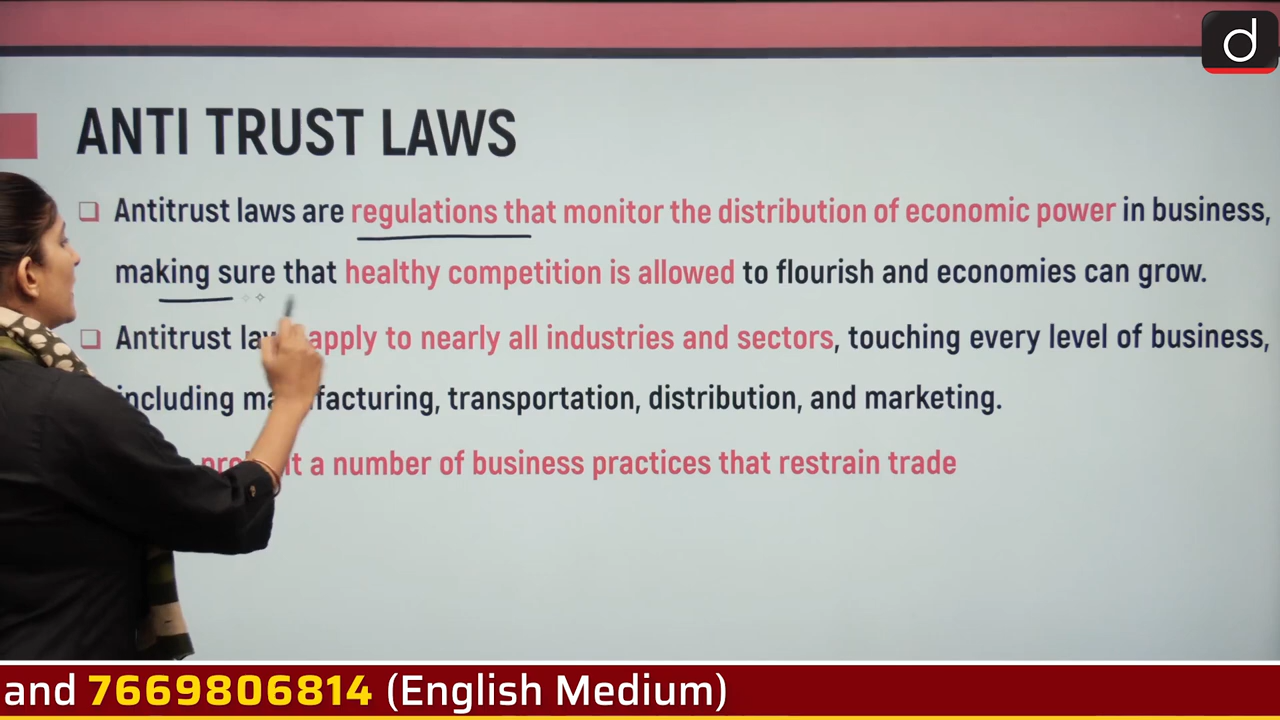 d
ANTI TRUST LAWS
Antitrust laws are regulations that monitor the distribution of economic power in business,
making sure that healthy competition is allowed to flourish and economies can grow.
Antitrust apply to nearly all industries and sectors, touching every level of business,
including manufacturing, transportation, distribution, and marketing.
a number of business practices that restrain trade
and 7669806814 (English Medium)